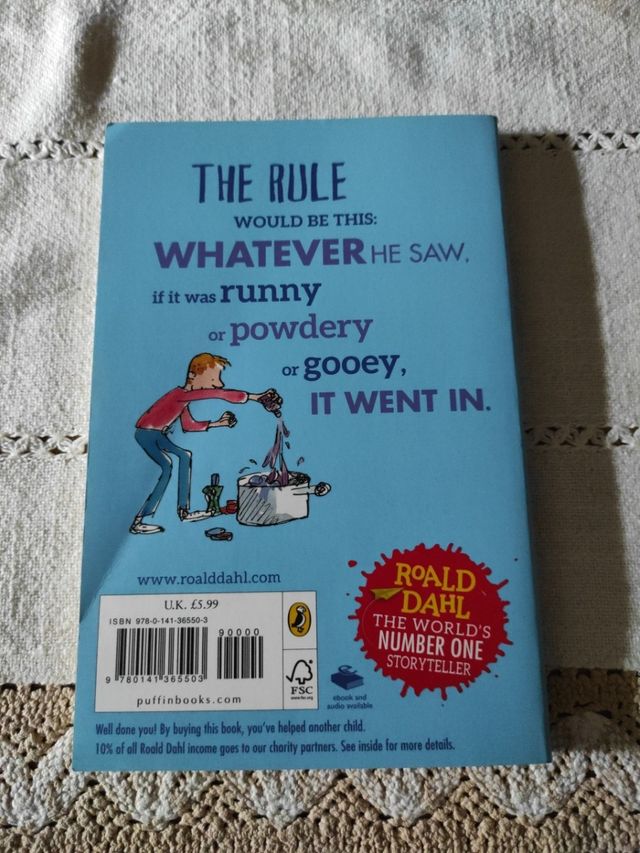 THE RULE
WOULD BE THIS:
WHATEVER HE SAW,
if it was runny
or powdery
or gooey,
IT WENT IN.
www.roalddahl.com
U.K. £5.99
ISBN 978-0-141-36550-3
90000
9 780141 365503
puffinbooks.com
FSC
www.fsc.org
ebook and
audio available
ROALD
DAHL
THE WORLD'S
NUMBER ONE
STORYTELLER
Well done you! By buying this book, you've helped another child.
10% of all Roald Dahl income goes to our charity partners. See inside for more details.